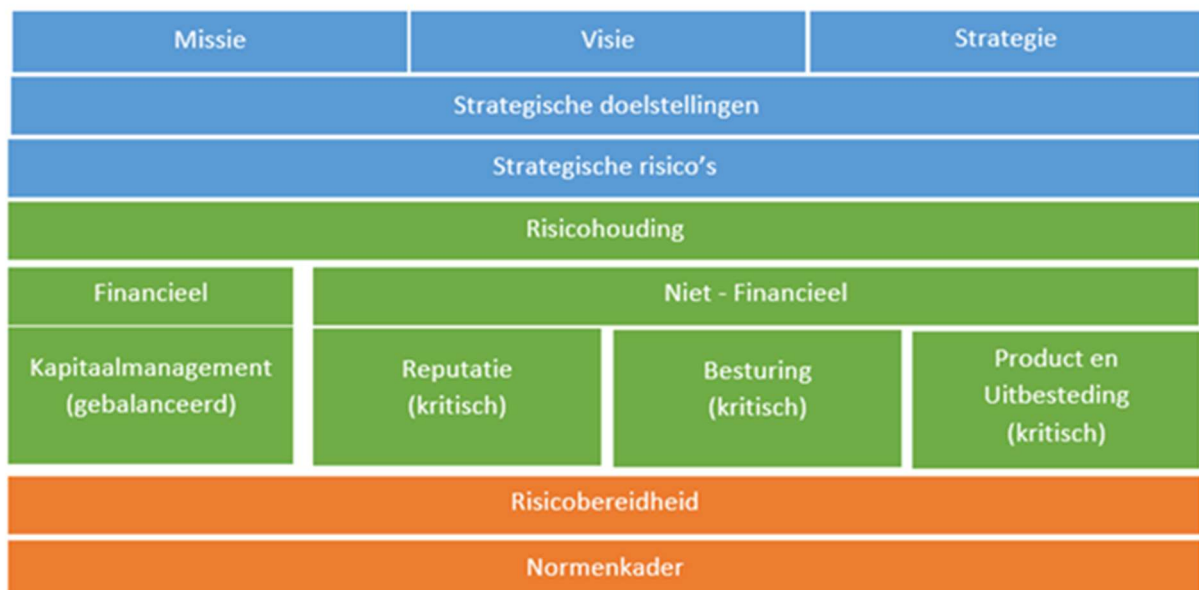 Missie
Visie
Strategie
Strategische doelstellingen
Strategische risico’s
Risicohouding
Financieel
Niet - Financieel
Kapitaalmanagement
(gebalanceerd)
Reputatie
(kritisch)
Besturing
(kritisch)
Product en
Uitbesteding
(kritisch)
Risicobereidheid
Normenkader